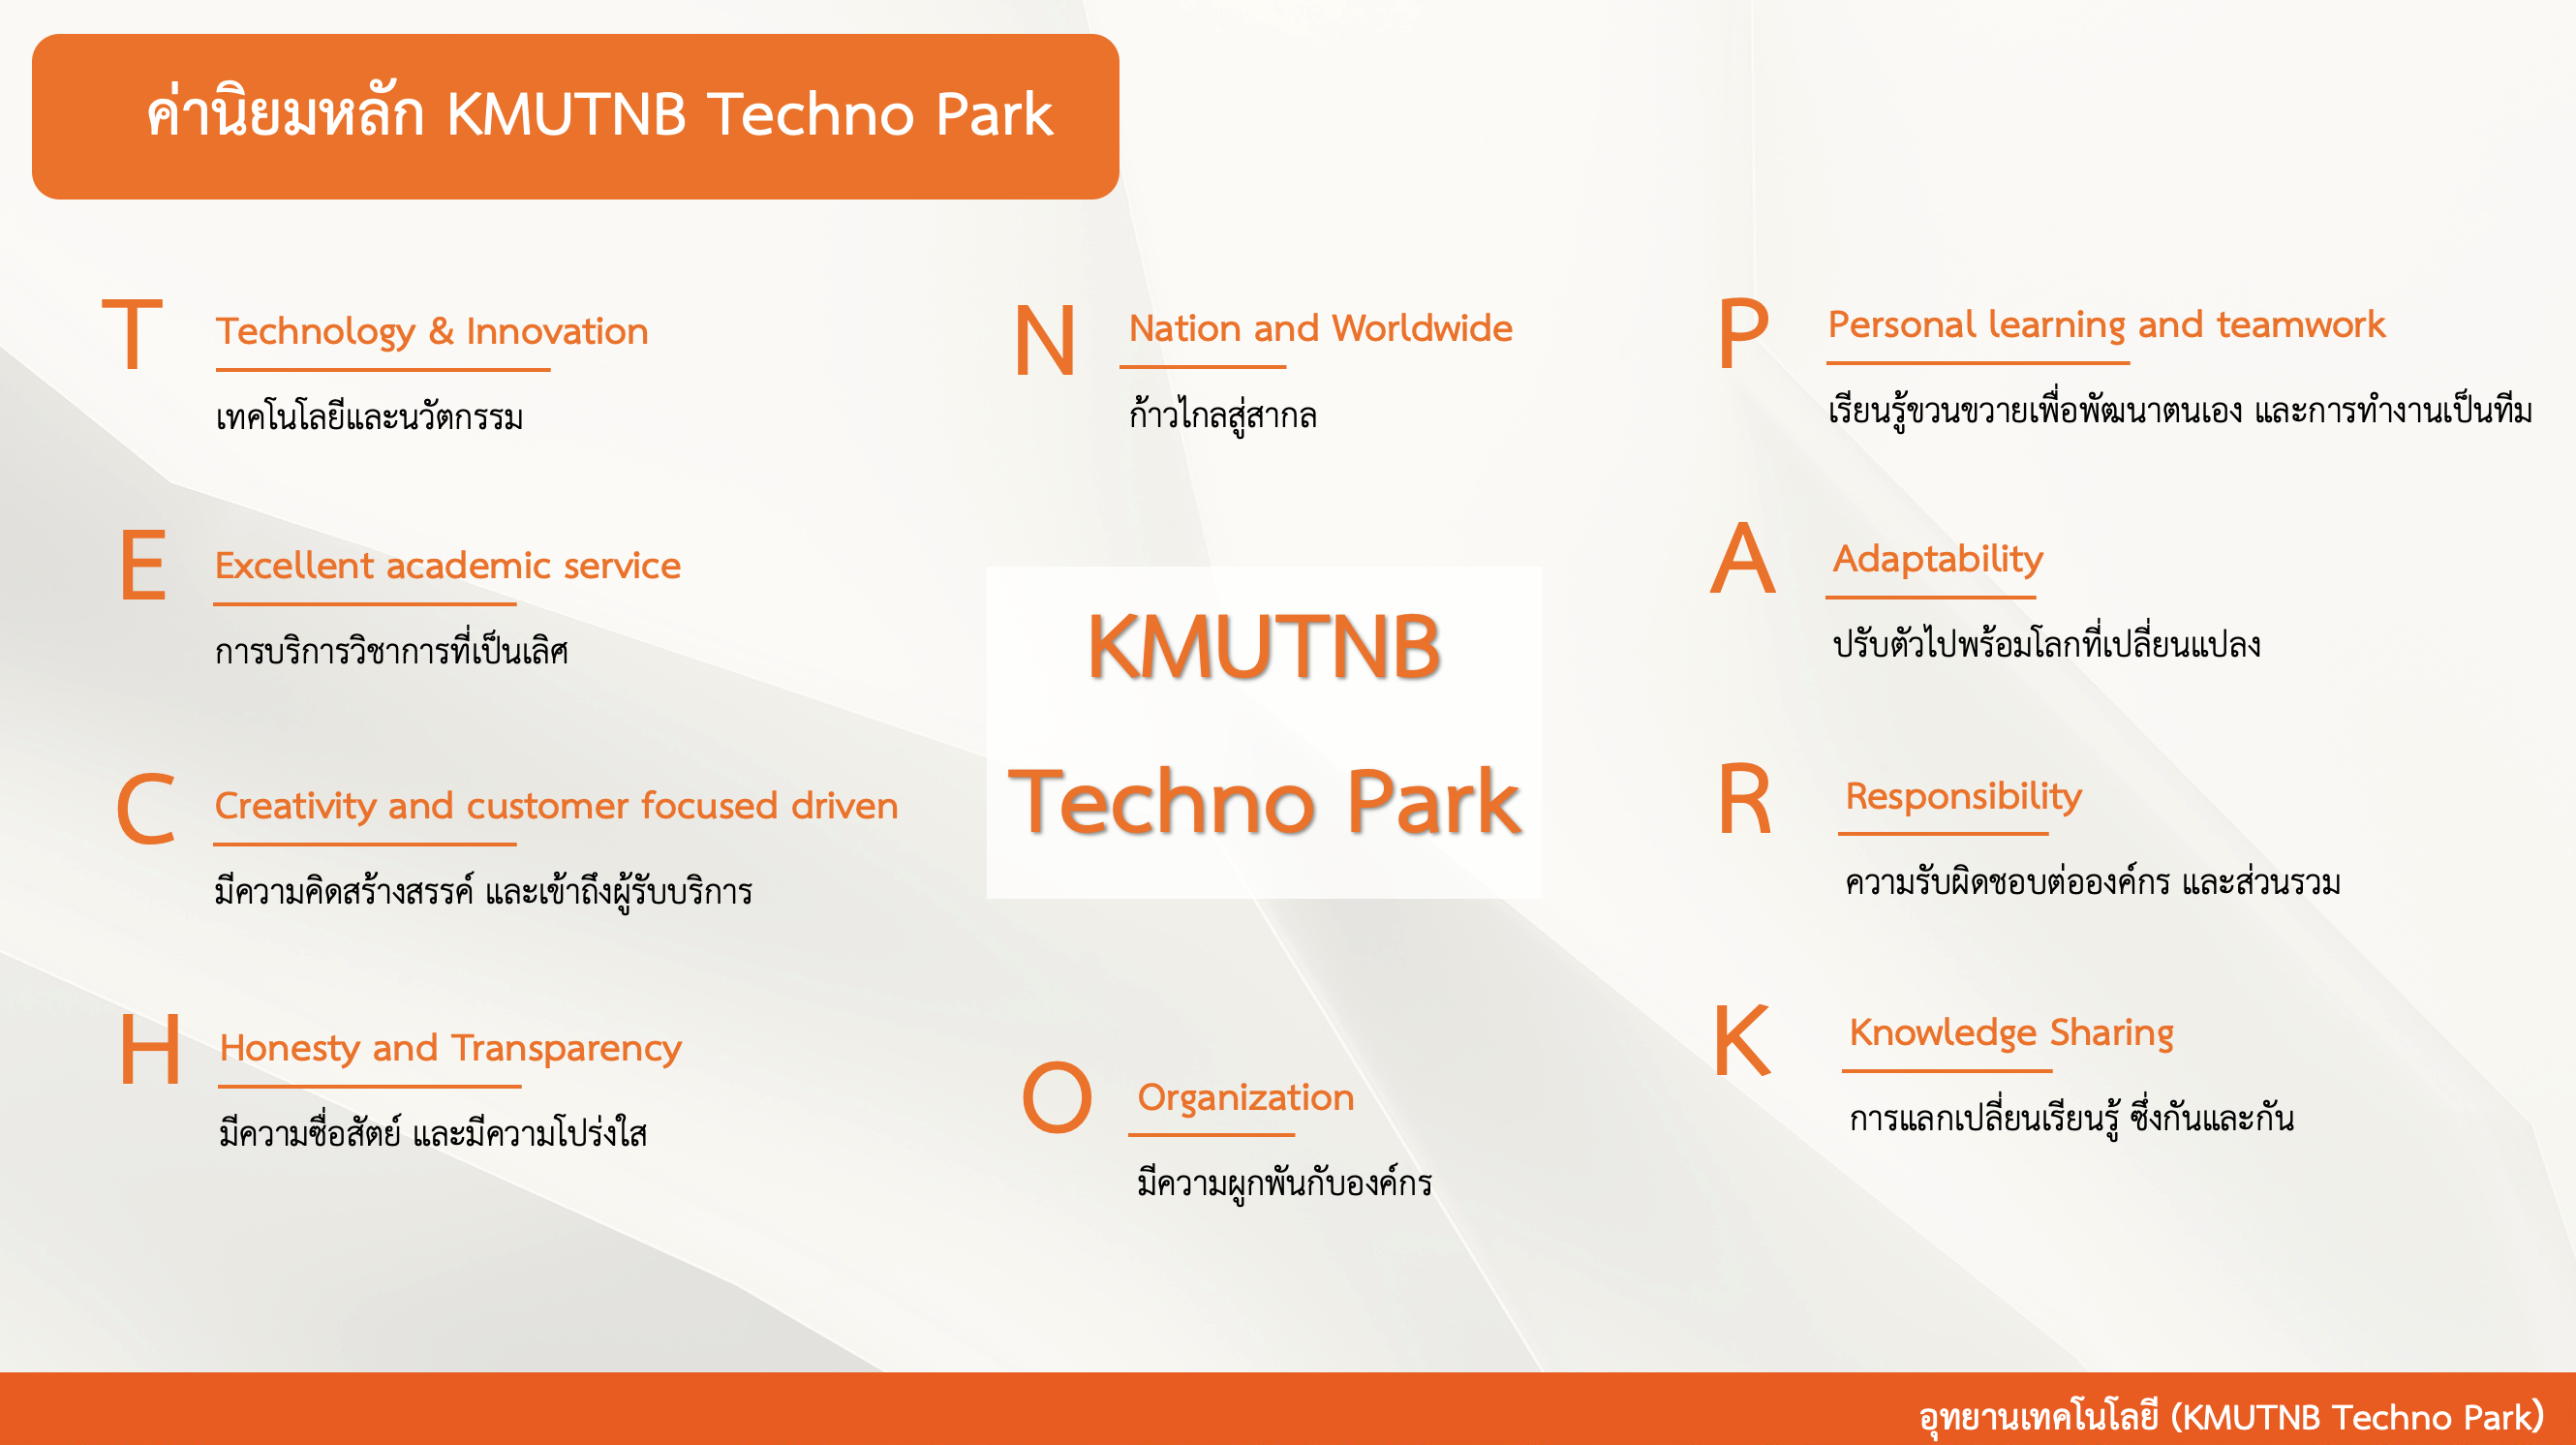 ค่านิยมหลัก KMUTNB Techno Park
T
Technology & Innovation
เทคโนโลยีและนวัตกรรม
E
Excellent academic service
การบริการวิชาการที่เป็นเลิศ
C
Creativity and customer focused driven
มีความคิดสร้างสรรค์ และเข้าถึงผู้รับบริการ
H
Honesty and Transparency
มีความซื่อสัตย์ และมีความโปร่งใส
N
Nation and Worldwide
ก้าวไกลสู่สากล
KMUTNB
Techno Park
O
Organization
มีความผูกพันกับองค์กร
P
Personal learning and teamwork
เรียนรู้ขวนขวายเพื่อพัฒนาตนเอง และการทำงานเป็นทีม
A
Adaptability
ปรับตัวไปพร้อมโลกที่เปลี่ยนแปลง
R
Responsibility
ความรับผิดชอบต่อองค์กร และส่วนรวม
K
Knowledge Sharing
การแลกเปลี่ยนเรียนรู้ ซึ่งกันและกัน
อุทยานเทคโนโลยี (KMUTNB Techno Park)